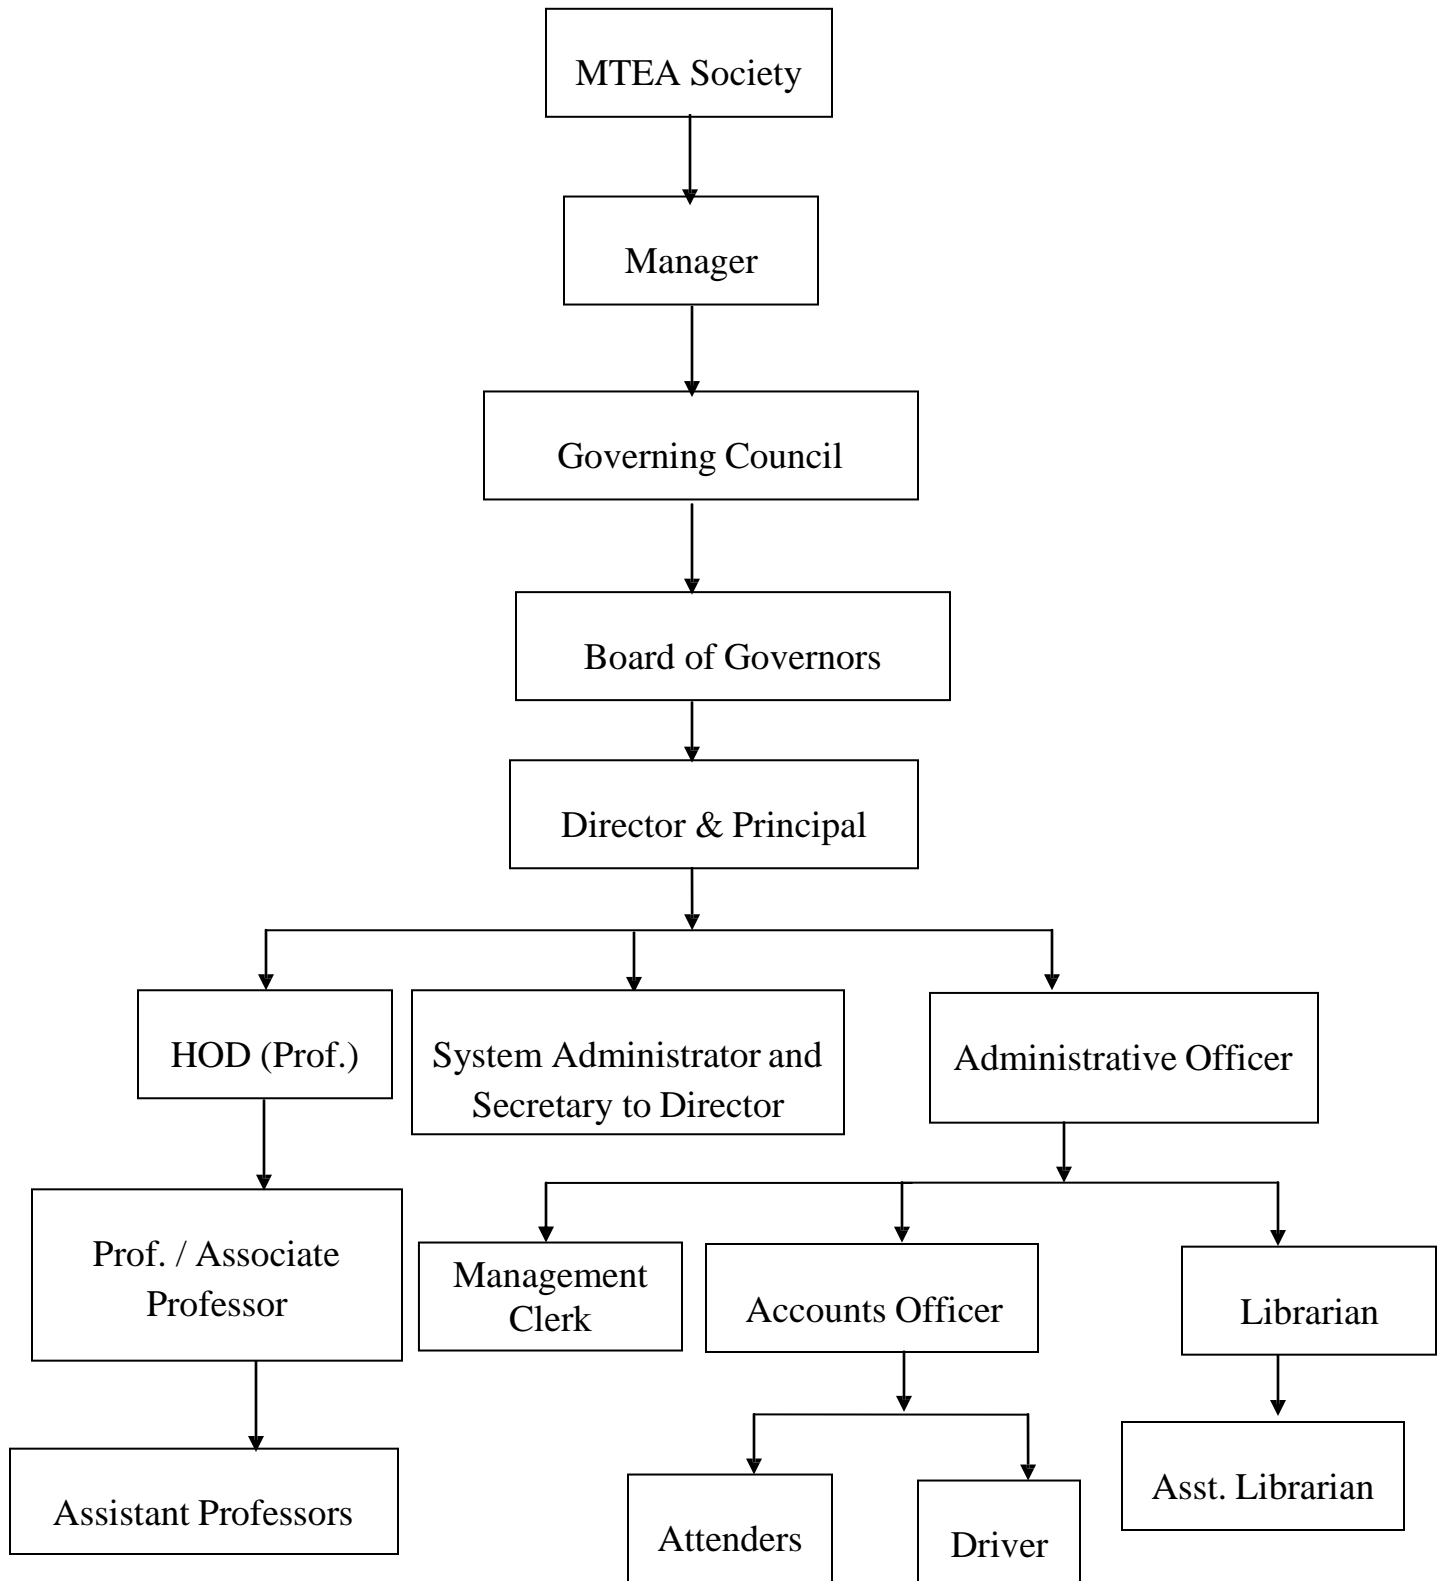 MTEA Society
Manager
Governing Council
Board of Governors
Director & Principal
HOD (Prof.)
System Administrator and
Secretary to Director
Administrative Officer
Prof. / Associate
Professor
Management
Clerk
Accounts Officer
Librarian
Assistant Professors
Attenders
Driver
Asst. Librarian